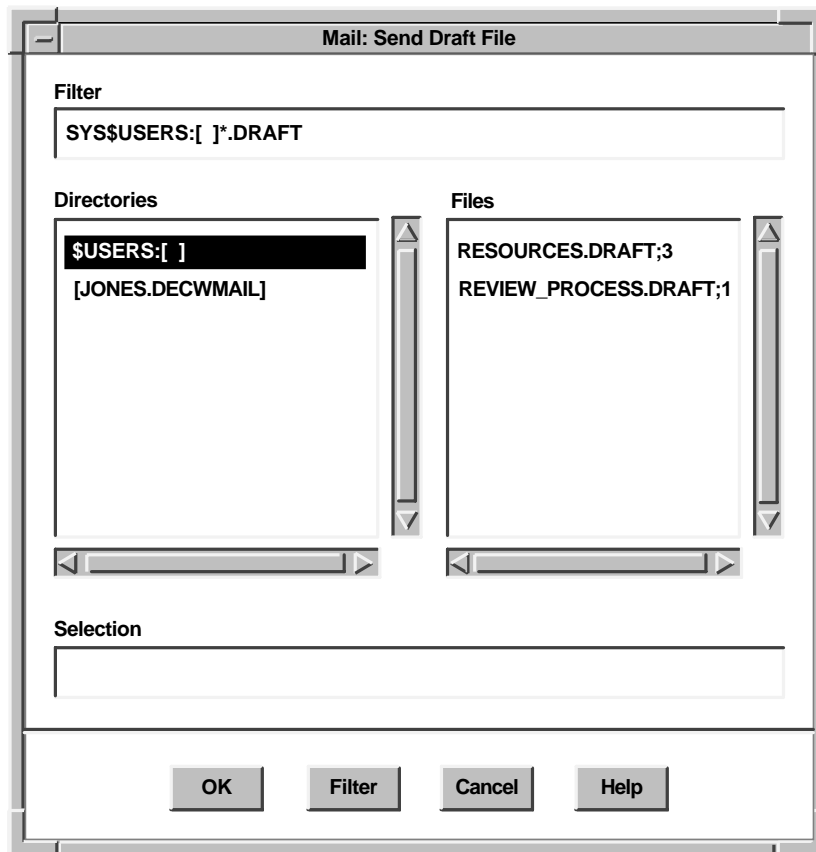 Mail: Send Draft File
Filter
SYS$USERS:[ ]*.DRAFT
Directories
Files
$USERS:[ ]
RESOURCES.DRAFT;3
[JONES.DECWMAIL]
REVIEW_PROCESS.DRAFT;1
Selection
OK Filter Cancel Help